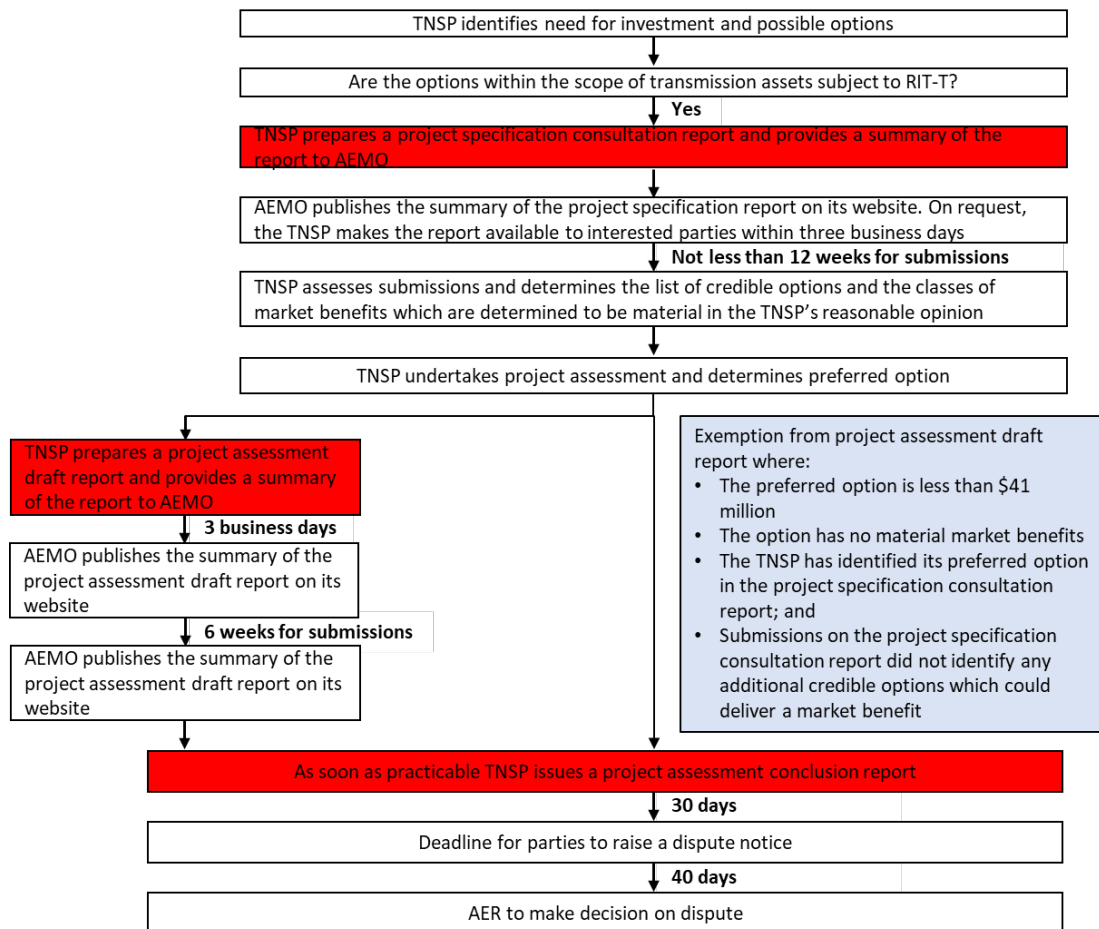 TNSP identifies need for investment and possible options
Are the options within the scope of transmission assets subject to RIT-T?
Yes
TNSP prepares a project specification consultation report and provides a summary of the
report to AEMO
AEMO publishes the summary of the project specification report on its website. On request,
the TNSP makes the report available to interested parties within three business days
Not less than 12 weeks for submissions
TNSP assesses submissions and determines the list of credible options and the classes of
market benefits which are determined to be material in the TNSP's reasonable opinion
TNSP undertakes project assessment and determines preferred option
TNSP prepares a project assessment
draft report and provides a summary
of the report to AEMO
3 business days
AEMO publishes the summary of the
project assessment draft report on its
website
6 weeks for submissions
AEMO publishes the summary of the
project assessment draft report on its
website
Exemption from project assessment draft
report where:
• The preferred option is less than $41
million
• The option has no material market benefits
• The TNSP has identified its preferred option
in the project specification consultation
report; and
• Submissions on the project specification
consultation report did not identify any
additional credible options which could
deliver a market benefit
As soon as practicable TNSP issues a project assessment conclusion report
30 days
Deadline for parties to raise a dispute notice
40 days
AER to make decision on dispute